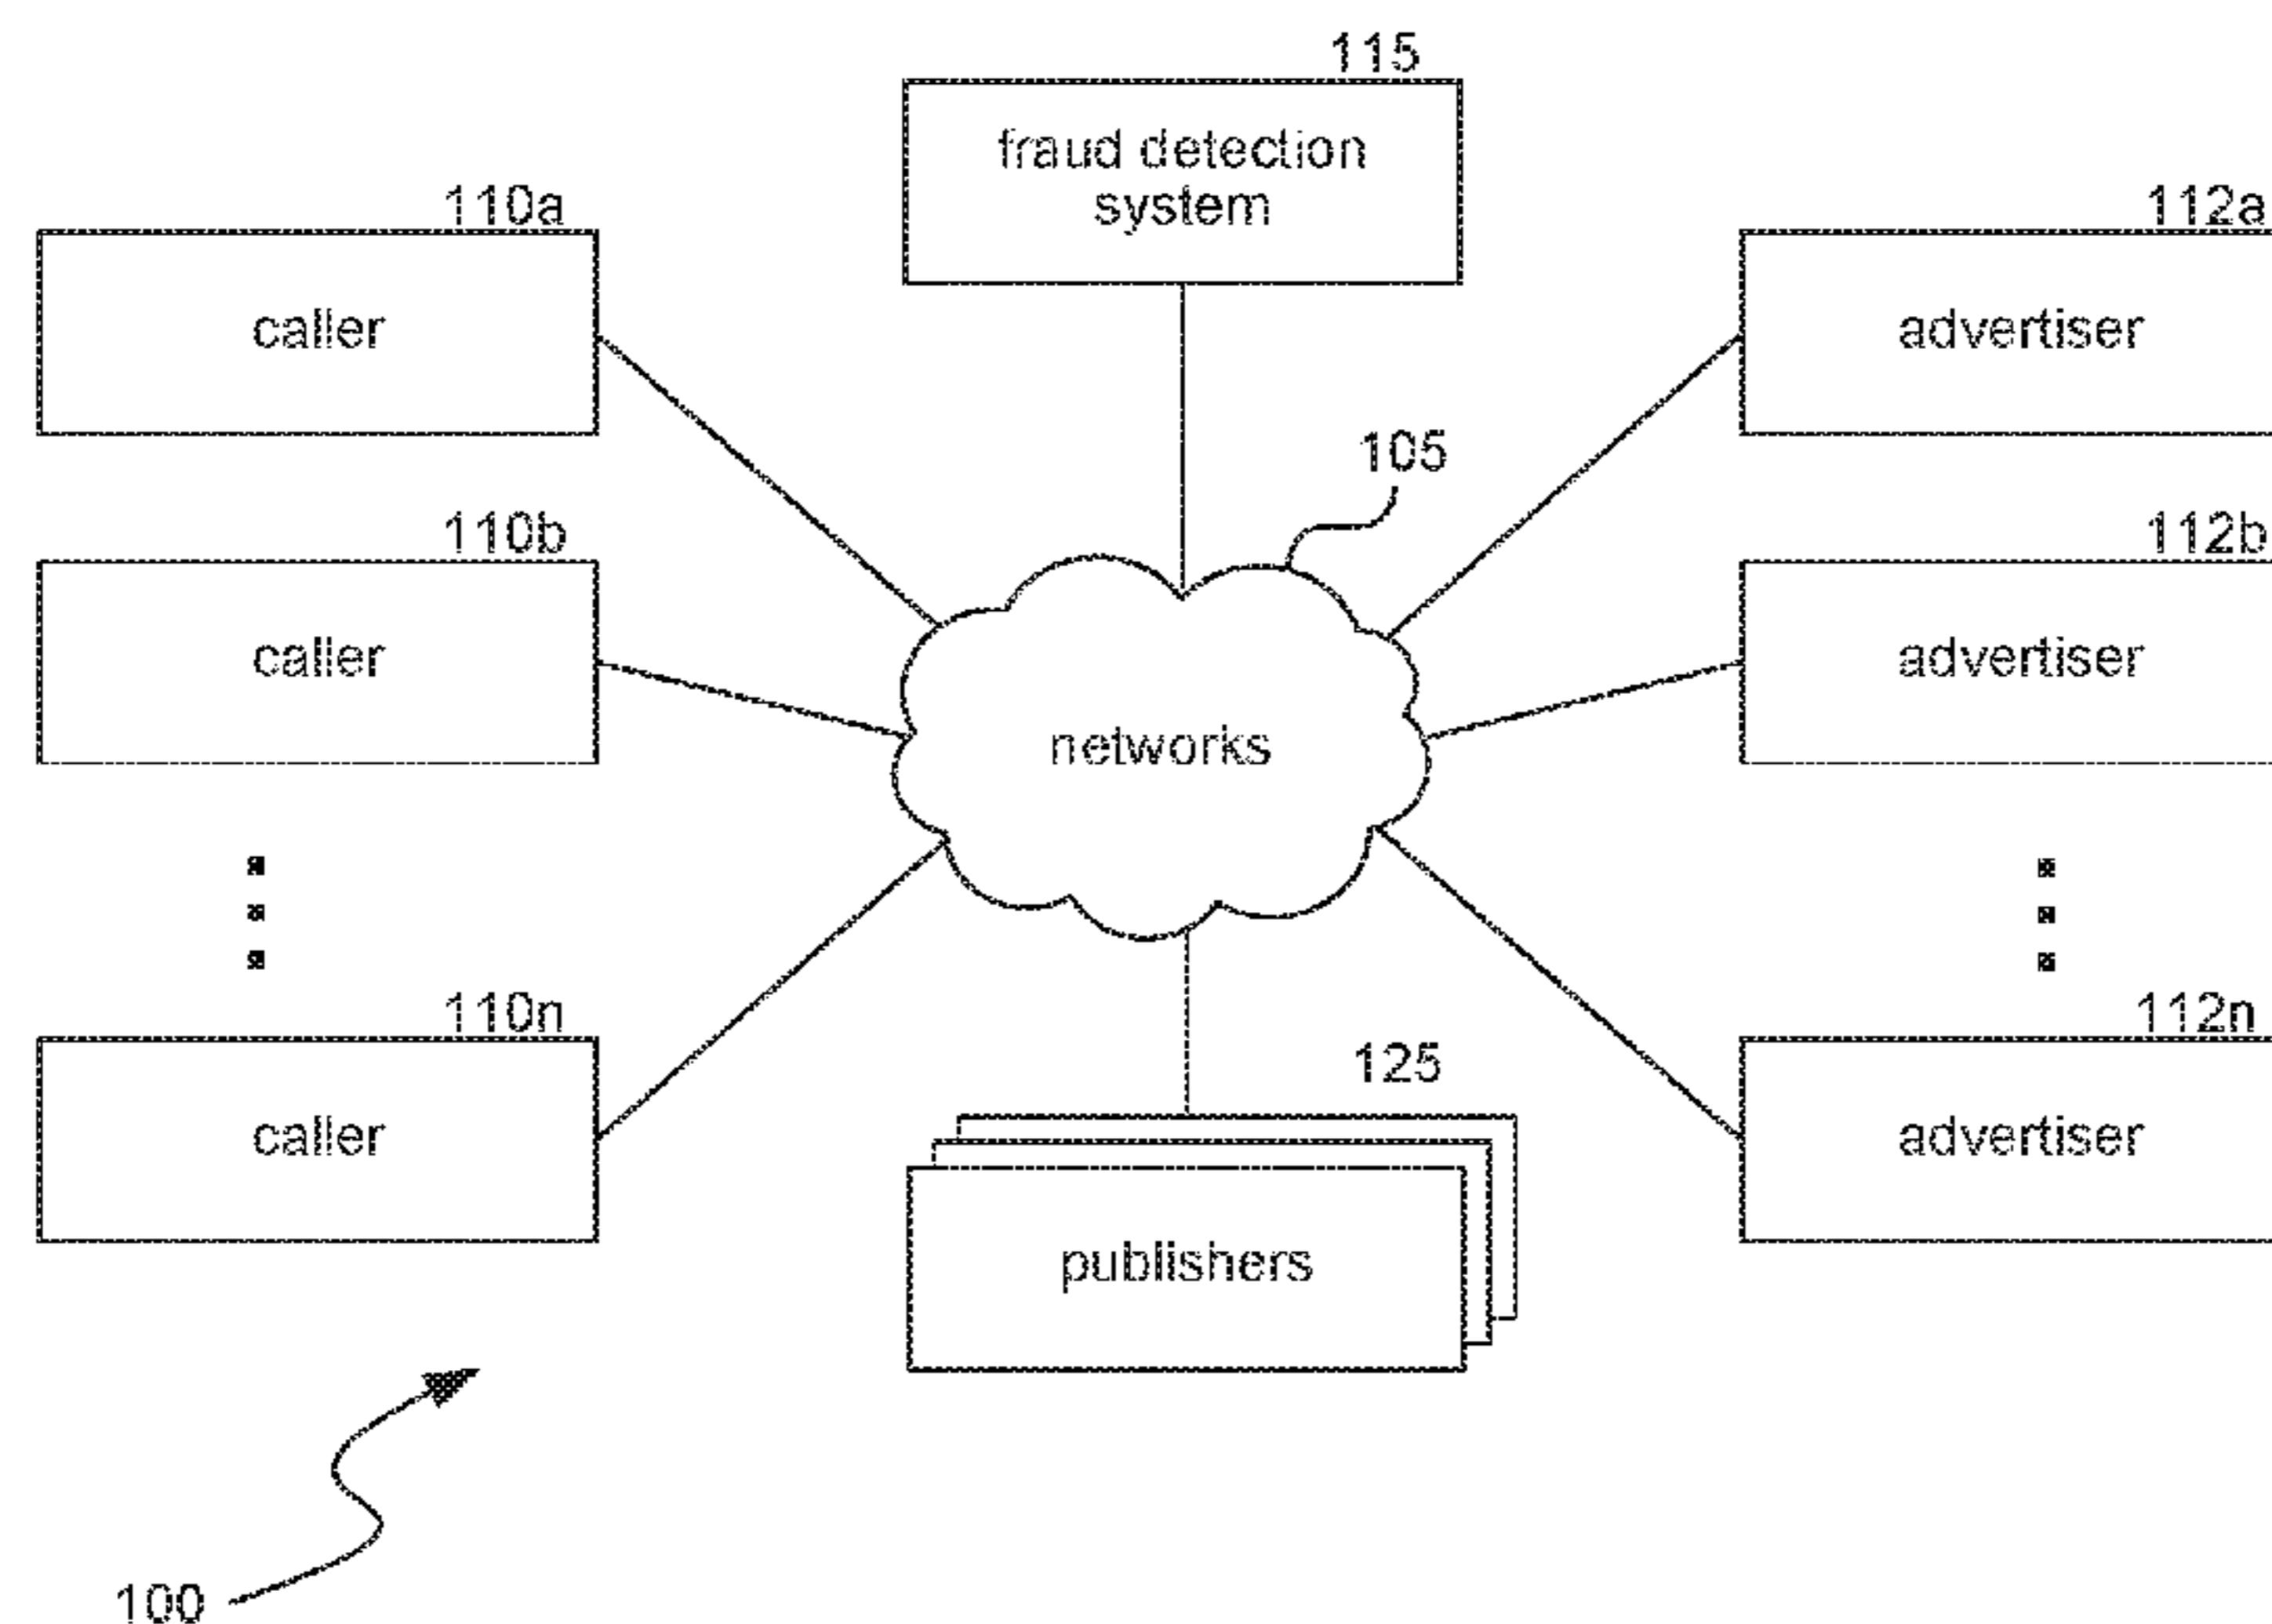 115
fraud detection
system
110a
caller
112a
advertiser
105
110b
caller
112b
advertiser
networks
110n
caller
112n
advertiser
125
publishers
100